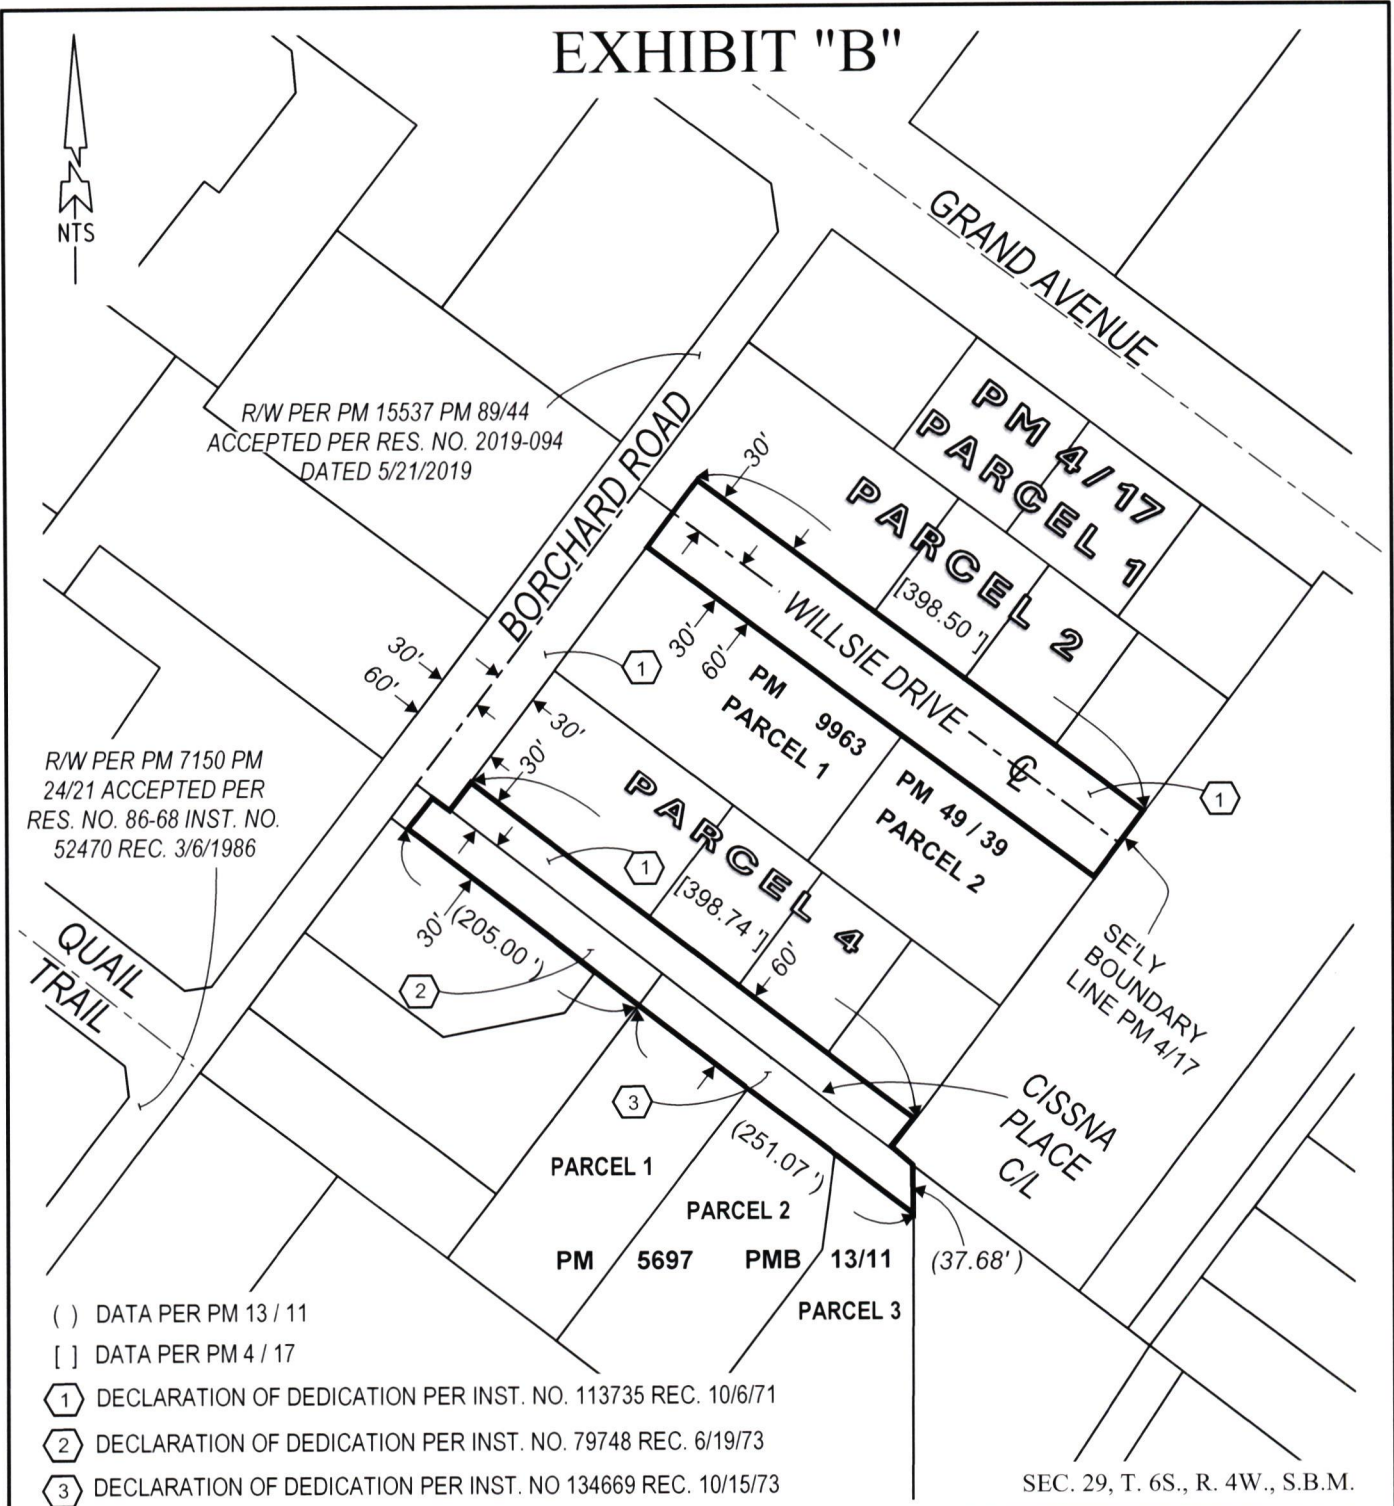 EXHIBIT "B"
N
NTS
GRAND AVENUE
R/W PER PM 15537 PM 89/44
ACCEPTED PER RES. NO. 2019-094
DATED 5/21/2019
BORCHARD ROAD
PM 4/17
PARCEL 1
30'
PARCEL 2
[398.50 ']
WILLSIE DRIVE
CL
30'
60'
30'
60'
1
PM 9963
PARCEL 1
PM 49 / 39
PARCEL 2
1
R/W PER PM 7150 PM
24/21 ACCEPTED PER
RES. NO. 86-68 INST. NO.
52470 REC. 3/6/1986
30'
30'
PARCEL 4
[398.74 ']
60'
1
SE'LY
BOUNDARY
LINE PM 4/17
QUAIL
TRAIL
30'
(205.00 ')
2
3
CISSNA
PLACE
C/L
(251.07 ')
(37.68' )
PARCEL 1
PARCEL 2
PM 5697 PMB 13/11
PARCEL 3
( ) DATA PER PM 13 / 11
[ ] DATA PER PM 4 / 17
1 DECLARATION OF DEDICATION PER INST. NO. 113735 REC. 10/6/71
2 DECLARATION OF DEDICATION PER INST. NO. 79748 REC. 6/19/73
3 DECLARATION OF DEDICATION PER INST. NO 134669 REC. 10/15/73
SEC. 29, T. 6S., R. 4W., S.B.M.